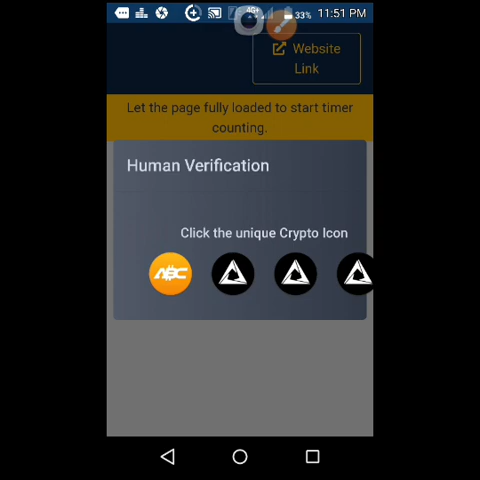 4G 33% 11:51 PM
Website
Link
Let the page fully loaded to start timer
counting.
Human Verification
Click the unique Crypto Icon
ABC